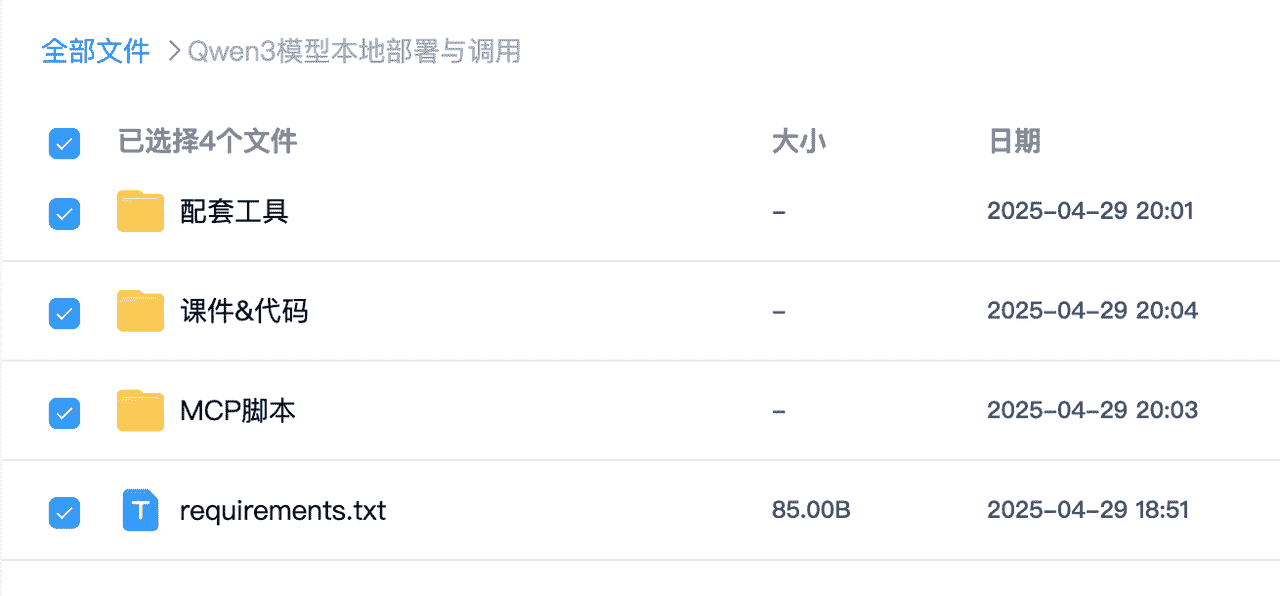 全部文件 > Qwen3模型本地部署与调用
已选择4个文件 大小 日期
配套工具 - 2025-04-29 20:01
课件&代码 - 2025-04-29 20:04
MCP脚本 - 2025-04-29 20:03
T requirements.txt 85.00B 2025-04-29 18:51